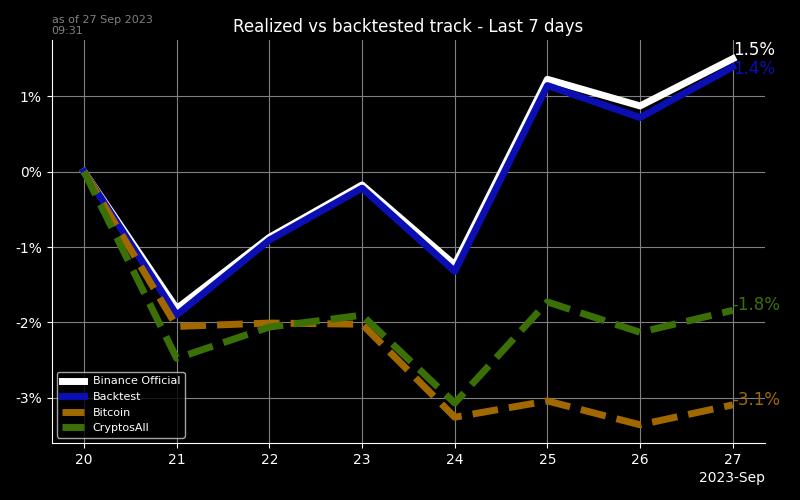 as of 27 Sep 2023
09:31
Realized vs backtested track - Last 7 days
1.5%
1.4%
1%
0%
-1%
-2%
-3%
-1.8%
-3.1%
Binance Official
Backtest
Bitcoin
CryptosAll
20 21 22 23 24 25 26 27
2023-Sep